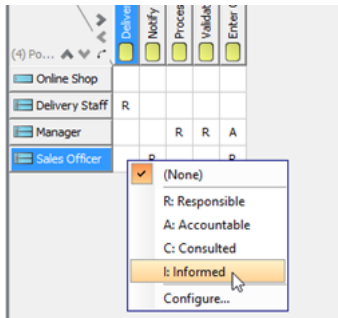 Deliver
Notify
Process
Validat
Enter C
(4) Po...
Online Shop
Delivery Staff R
Manager R R A
Sales Officer R R
(None)
R: Responsible
A: Accountable
C: Consulted
I: Informed
Configure...